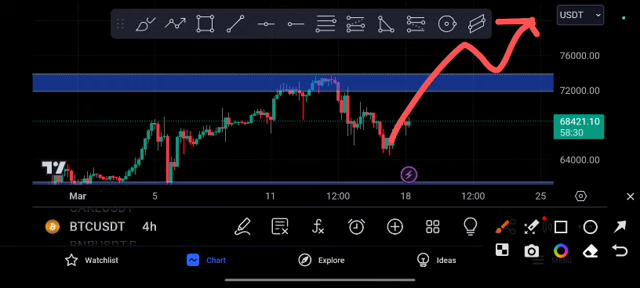 USDT
76000.00
72000.00
68421.10
58:30
64000.00
Mar 5 11 12:00 18 12:00 25
BTCUSDT 4h
Watchlist Chart Explore Ideas